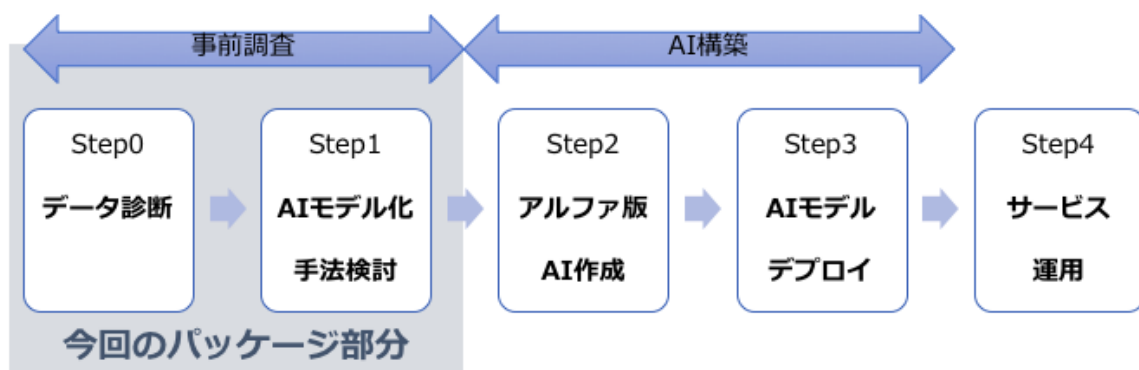 事前調査
AI構築
Step0
データ診断
Step1
AIモデル化
手法検討
Step2
アルファ版
AI作成
Step3
AIモデル
デプロイ
Step4
サービス
運用
今回のパッケージ部分